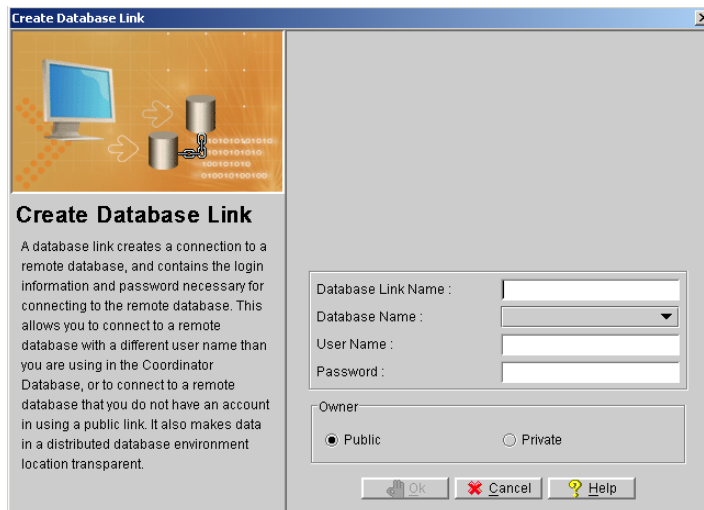 Create Database Link
10101010101
01010101010
100101010
010010100100
Create Database Link
A database link creates a connection to a
remote database, and contains the login
information and password necessary for
connecting to the remote database. This
allows you to connect to a remote
database with a different user name than
you are using in the Coordinator
Database, or to connect to a remote
database that you do not have an account
in using a public link. It also makes data
in a distributed database environment
location transparent.
Database Link Name :
Database Name :
User Name :
Password :
Owner
Public
Private
Ok
Cancel
Help